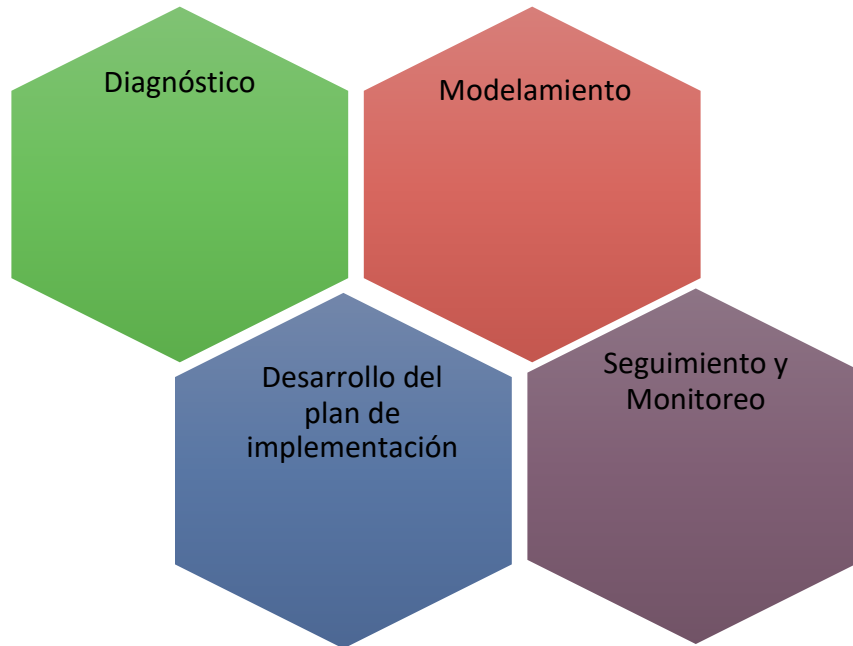 Diagnóstico
Modelamiento
Desarrollo del
plan de
implementación
Seguimiento y
Monitoreo